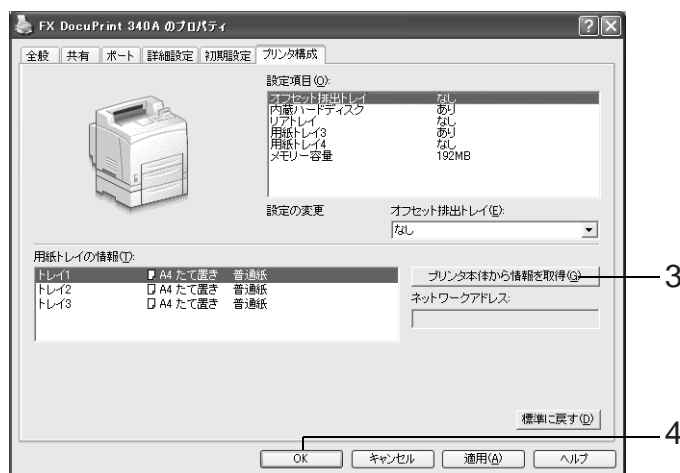 FX DocuPrint 340A のプロパティ
全般 共有 ポート 詳細設定 初期設定 プリンタ構成
設定項目(O):
オフセット排出トレイ なし
内蔵ハードディスク あり
リアトレイ なし
用紙トレイ3 あり
用紙トレイ4 なし
メモリー容量 192MB
設定の変更 オフセット排出トレイ(E):
なし
用紙トレイの情報(T):
トレイ1 A4 たて置き 普通紙
トレイ2 A4 たて置き 普通紙
トレイ3 A4 たて置き 普通紙
プリンタ本体から情報を取得(G)
3
ネットワークアドレス:
標準に戻す(D)
4
OK キャンセル 適用(A) ヘルプ